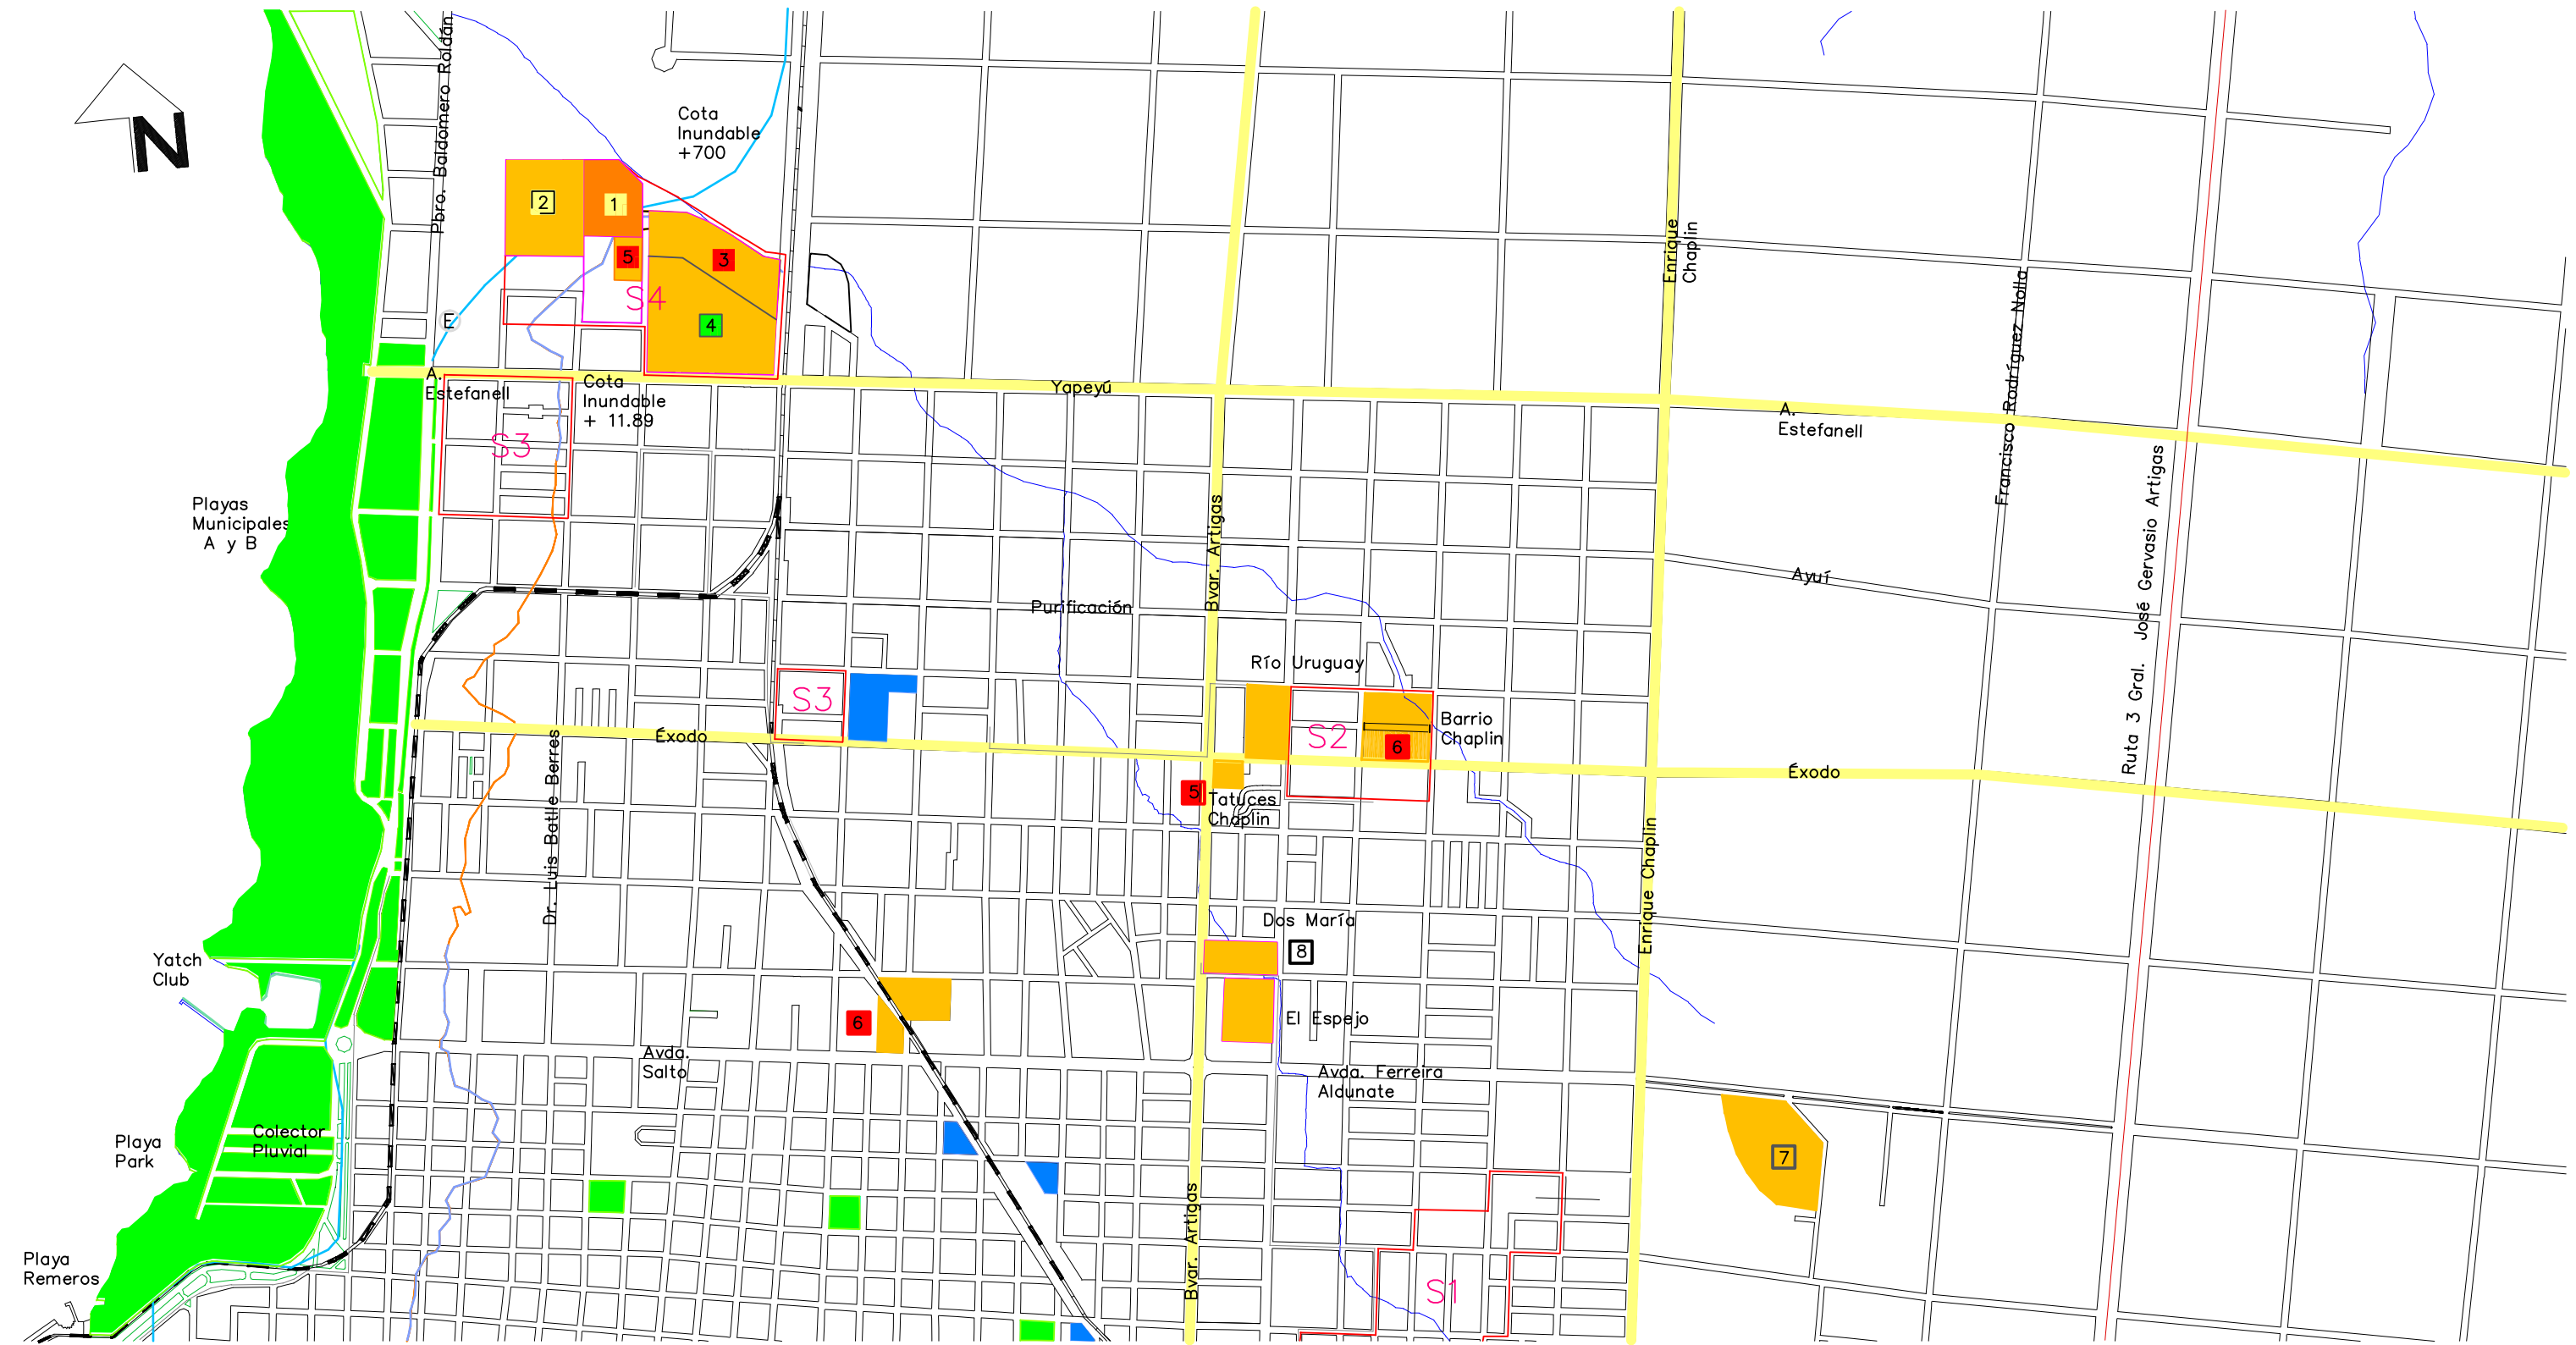 Pbro. Baldomero Roldán
N
Cota
Inundable
+700
2
1
5
3
S4
4
E
Enrique
Chaplin
Francisco Rodríguez Nolla
A.
Estefanell
Cota
Inundable
+ 11.89
Yapeyú
A.
Estefanell
S3
Playas
Municipales
A y B
Bvar. Artigas
Ruta 3 Gral. José Gervasio Artigas
Ayuí
Purificación
Río Uruguay
S3
Éxodo
S2
6
Barrio
Chaplin
Éxodo
5
Tatuces
Chaplin
Dr. Luis Batlle Berres
Enrique Chaplin
Dos María
8
Yatch
Club
6
El Espejo
Avda.
Salto
Avda. Ferreira
Aldunate
Colector
Pluvial
Playa
Park
7
Bvar. Artigas
Playa
Remeros
S1